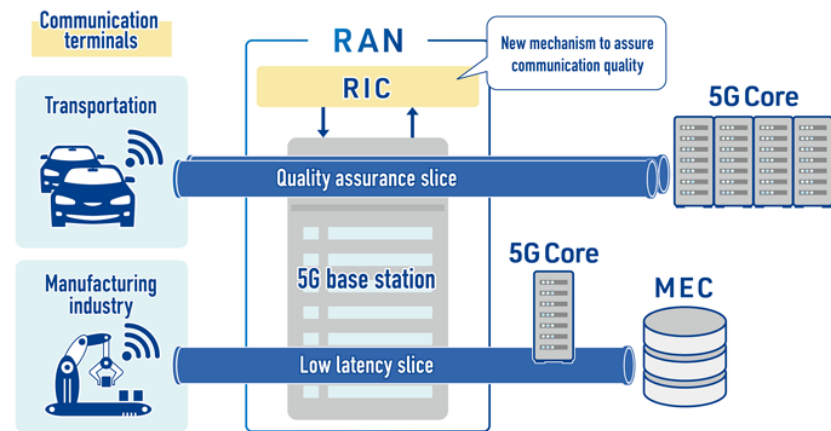 Communication
terminals
Transportation
Manufacturing
industry
RAN
RIC
New mechanism to assure
communication quality
Quality assurance slice
5G base station
Low latency slice
5G Core
5G Core
MEC